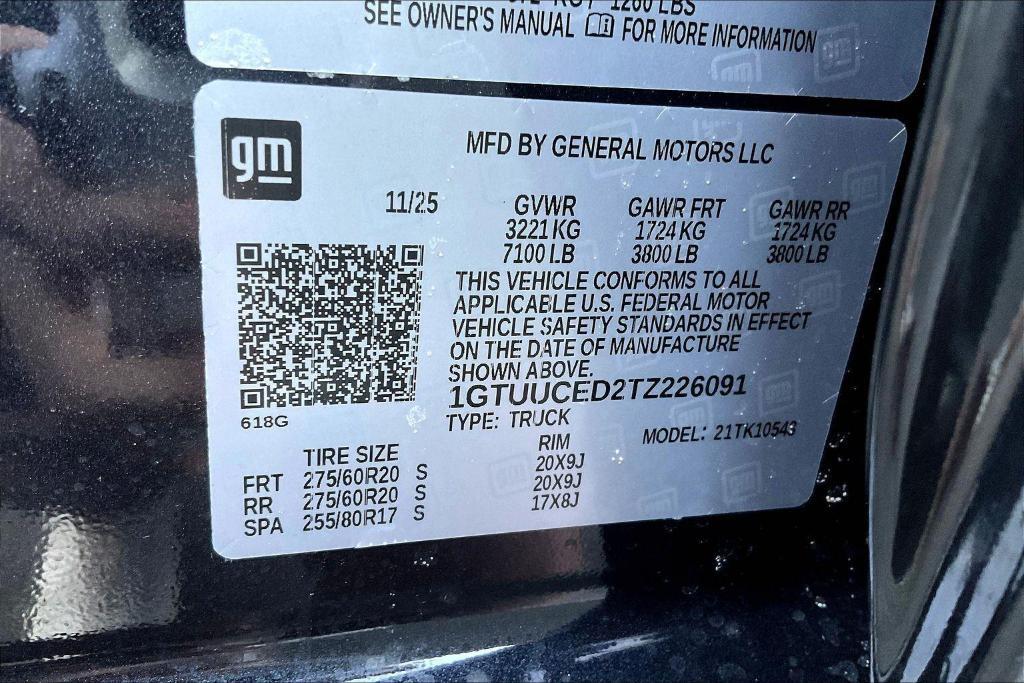 1200 LBS
SEE OWNER'S MANUAL FOR MORE INFORMATION
gm
MFD BY GENERAL MOTORS LLC
11/25
GVWR GAWR FRT GAWR RR
3221 KG 1724 KG 1724 KG
7100 LB 3800 LB 3800 LB
THIS VEHICLE CONFORMS TO ALL
APPLICABLE U.S. FEDERAL MOTOR
VEHICLE SAFETY STANDARDS IN EFFECT
ON THE DATE OF MANUFACTURE
SHOWN ABOVE.
1GTUUCED2TZ226091
618G
TYPE: TRUCK
MODEL: 21TK10543
TIRE SIZE RIM
FRT 275/60R20 S 20X9J
RR 275/60R20 S 20X9J
SPA 255/80R17 S 17X8J